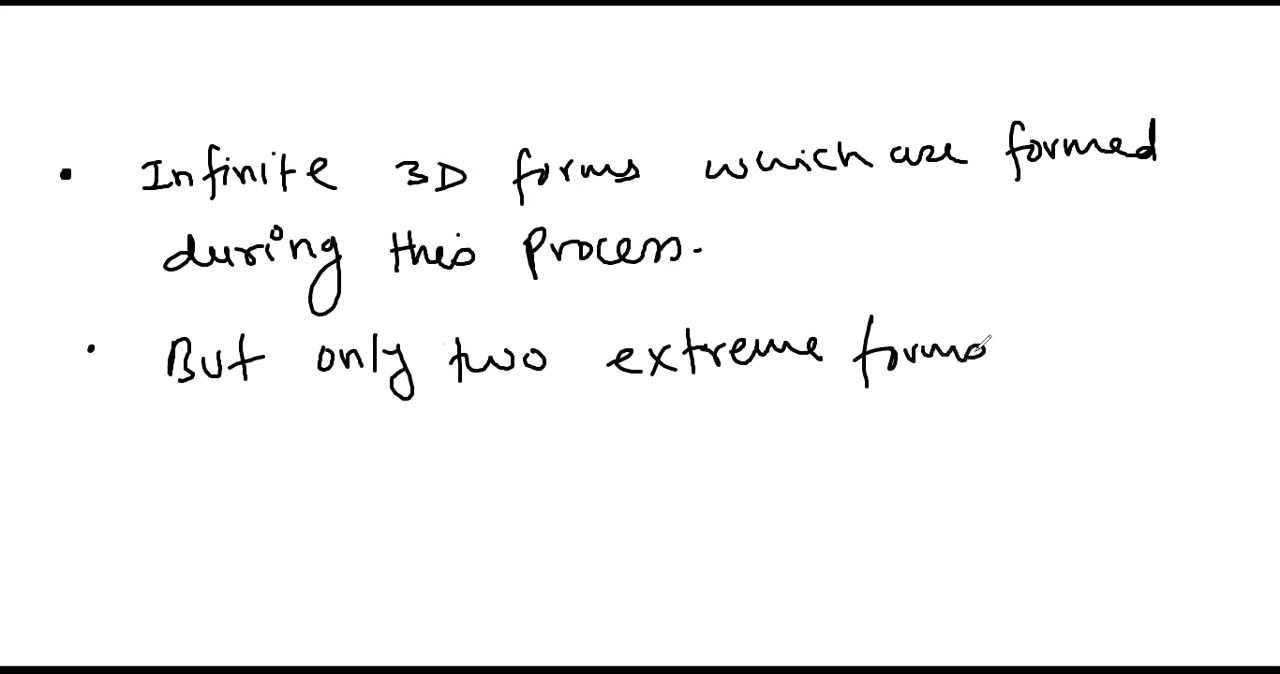 • Infinite 3D forms which are formed
during this process.
• But only two extreme forms